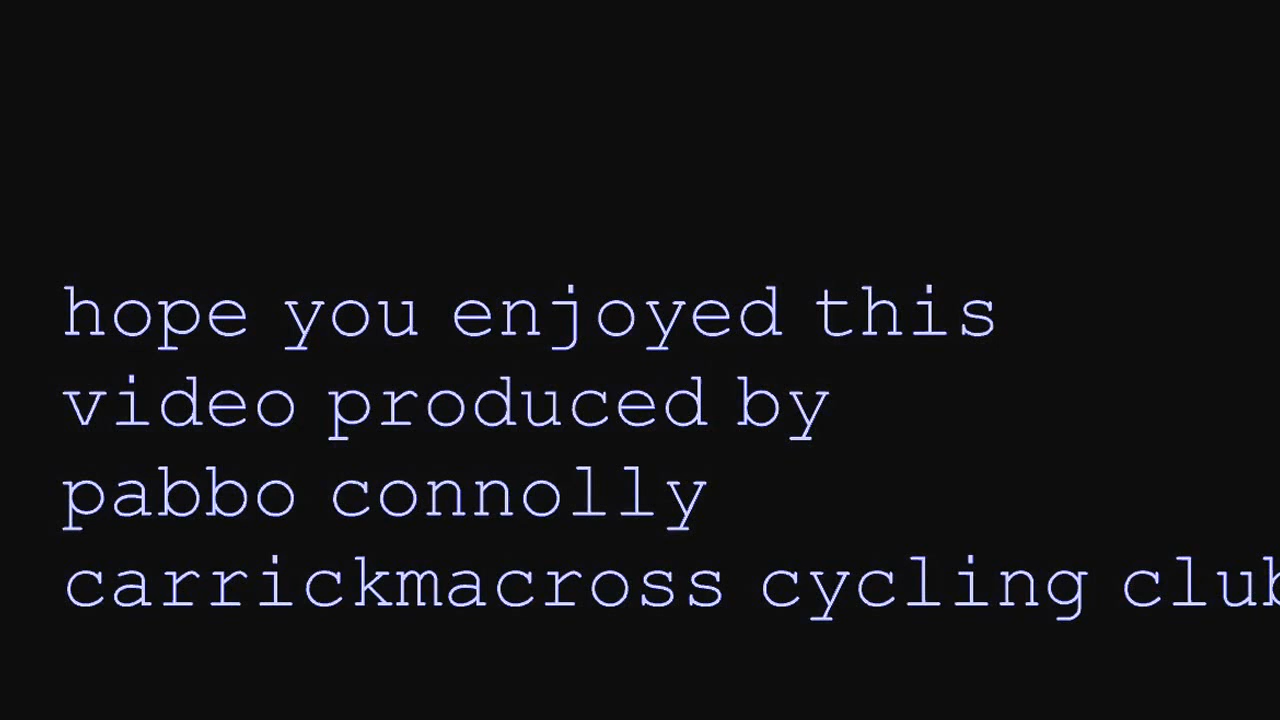 hope you enjoyed this
video produced by
pabbo connolly
carrickmacross cycling club